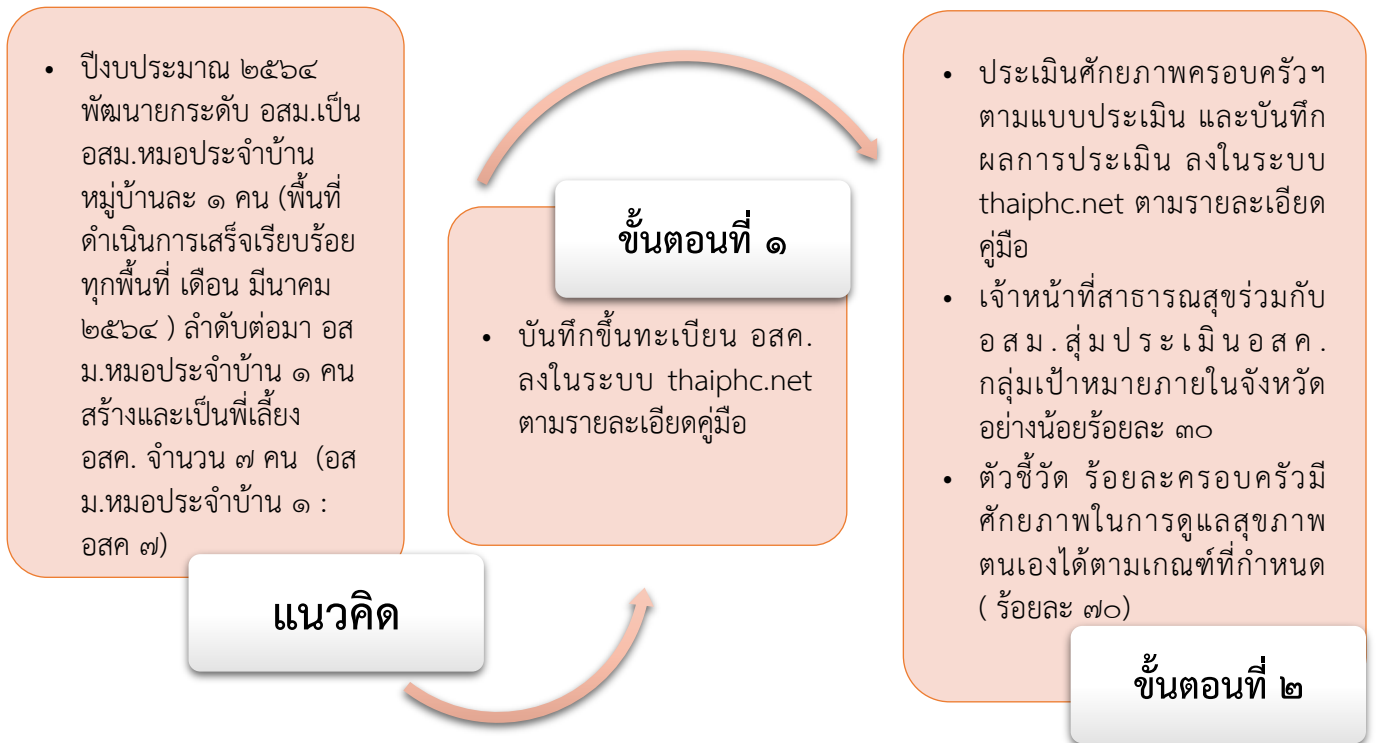 • ปีงบประมาณ ๒๕๖๔
พัฒนายกระดับ อสม.เป็น
อสม.หมอประจำบ้าน
หมู่บ้านละ ๑ คน (พื้นที่
ดำเนินการเสร็จเรียบร้อย
ทุกพื้นที่ เดือน มีนาคม
๒๕๖๔ ) ลำดับต่อมา อส
ม.หมอประจำบ้าน ๑ คน
สร้างและเป็นพี่เลี้ยง
อสค. จำนวน ๗ คน (อส
ม.หมอประจำบ้าน ๑ :
อสค ๗)
แนวคิด
ขั้นตอนที่ ๑
• บันทึกขึ้นทะเบียน อสค.
ลงในระบบ thaiphc.net
ตามรายละเอียดคู่มือ
• ประเมินศักยภาพครอบครัวฯ
ตามแบบประเมิน และบันทึก
ผลการประเมิน ลงในระบบ
thaiphc.net ตามรายละเอียด
คู่มือ
• เจ้าหน้าที่สาธารณสุขร่วมกับ
อสม.สุ่มประเมินอสค.
กลุ่มเป้าหมายภายในจังหวัด
อย่างน้อยร้อยละ ๓๐
• ตัวชี้วัด ร้อยละครอบครัวมี
ศักยภาพในการดูแลสุขภาพ
ตนเองได้ตามเกณฑ์ที่กำหนด
( ร้อยละ ๗๐)
ขั้นตอนที่ ๒